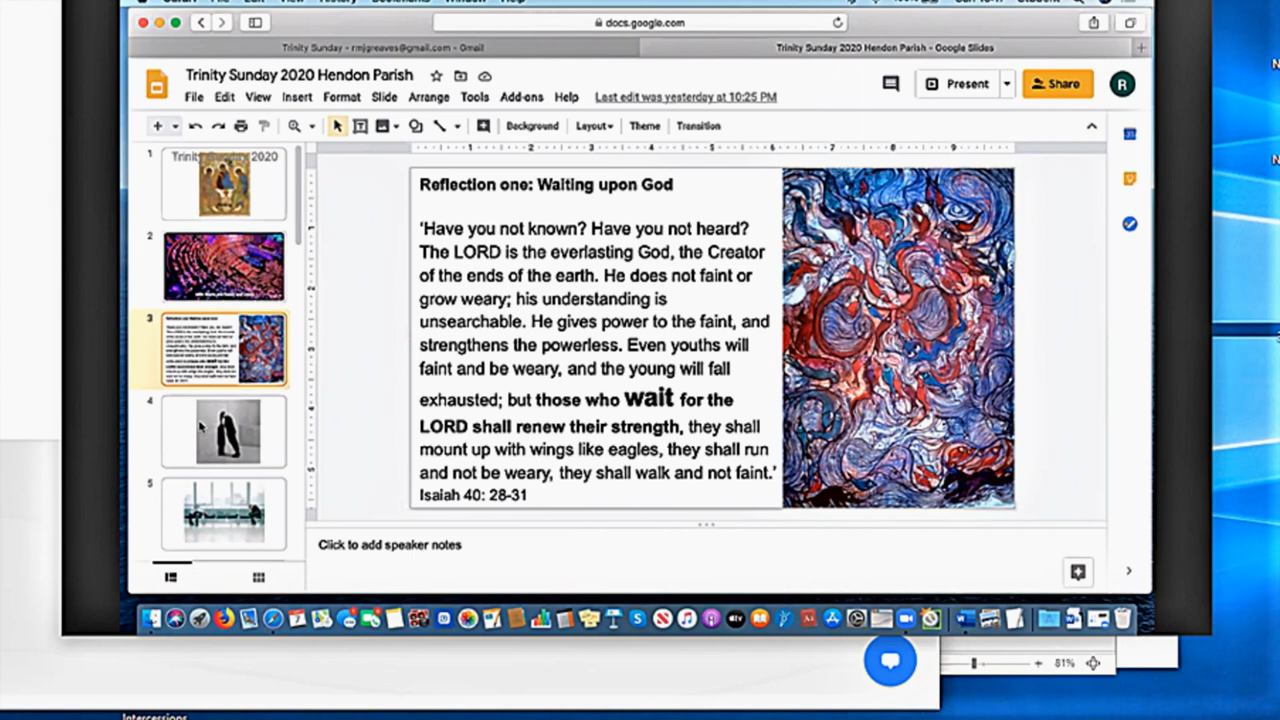 docs.google.com
Trinity Sunday - rmjgreaves@gmail.com - Gmail
Trinity Sunday 2020 Hendon Parish - Google Slides
Trinity Sunday 2020 Hendon Parish
Present
Share
R
File Edit View Insert Format Slide Arrange Tools Add-ons Help
Last edit was yesterday at 10:25 PM
Background Layout Theme Transition
1
Trinity Sunday 2020
2
3
4
5
Reflection one: Waiting upon God
'Have you not known? Have you not heard?
The LORD is the everlasting God, the Creator
of the ends of the earth. He does not faint or
grow weary; his understanding is
unsearchable. He gives power to the faint, and
strengthens the powerless. Even youths will
faint and be weary, and the young will fall
exhausted; but those who wait for the
LORD shall renew their strength, they shall
mount up with wings like eagles, they shall run
and not be weary, they shall walk and not faint.'
Isaiah 40: 28-31
Click to add speaker notes
81%
Intercessions